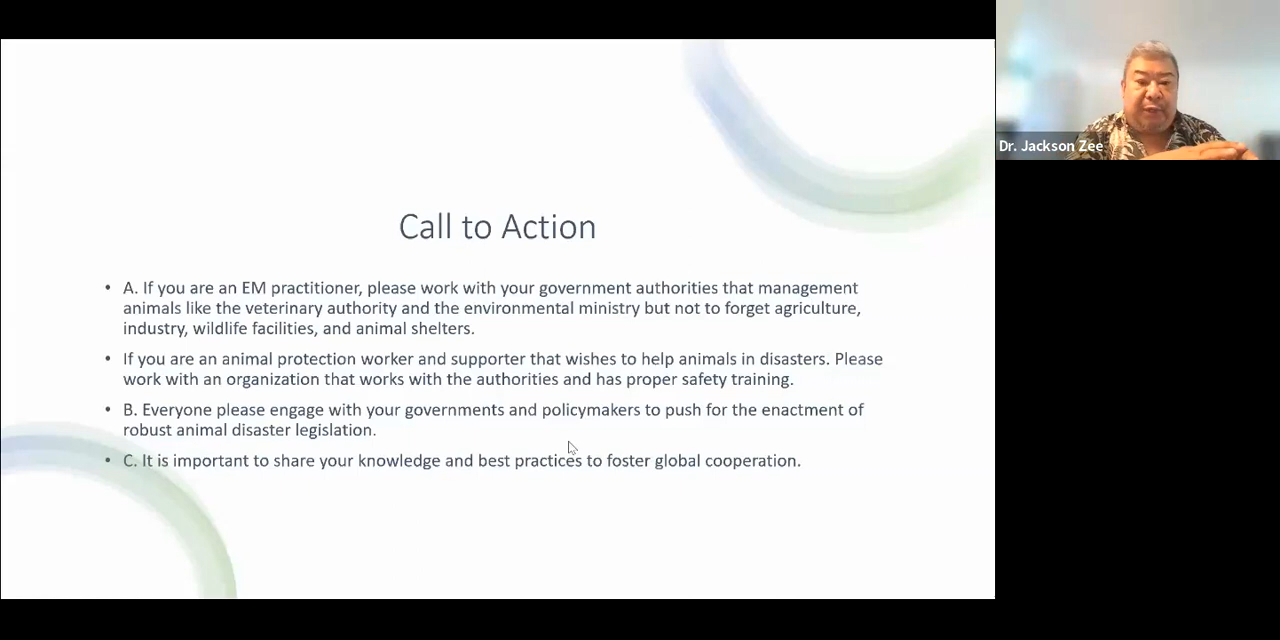 Call to Action
• A. If you are an EM practitioner, please work with your government authorities that management
animals like the veterinary authority and the environmental ministry but not to forget agriculture,
industry, wildlife facilities, and animal shelters.
• If you are an animal protection worker and supporter that wishes to help animals in disasters. Please
work with an organization that works with the authorities and has proper safety training.
• B. Everyone please engage with your governments and policymakers to push for the enactment of
robust animal disaster legislation.
• C. It is important to share your knowledge and best practices to foster global cooperation.
Dr. Jackson Zee